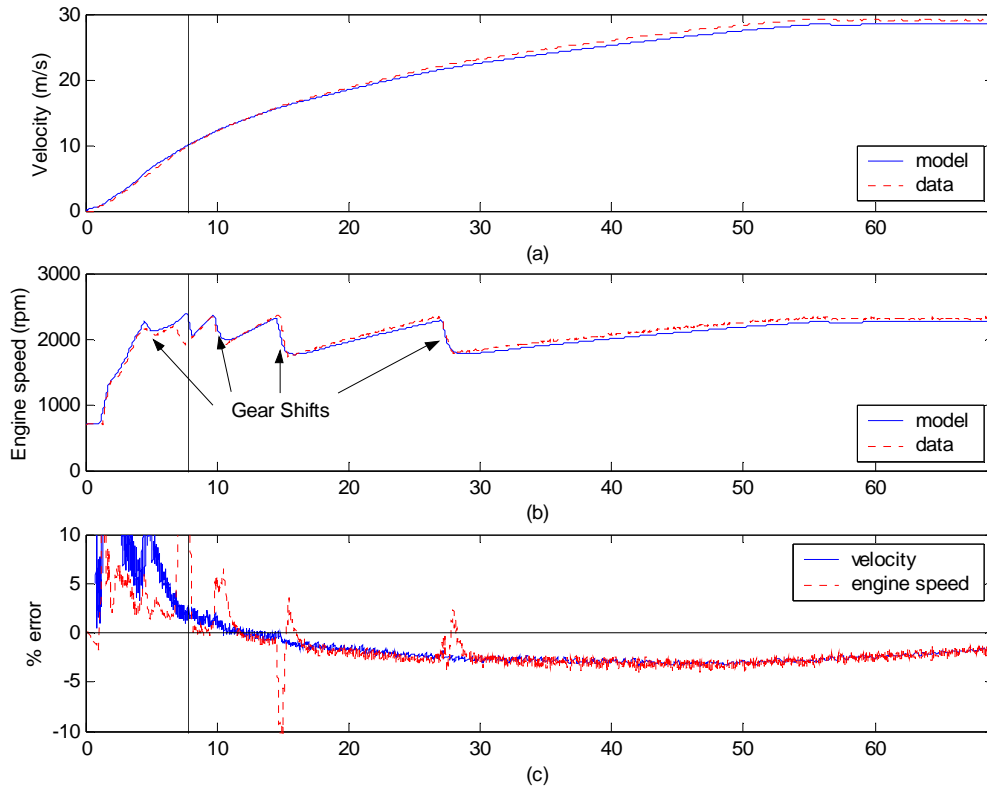 30
20
10
0
Velocity (m/s)
model
data
0 10 20 30 40 50 60
(a)
3000
2000
1000
0
Engine speed (rpm)
Gear Shifts
model
data
0 10 20 30 40 50 60
(b)
10
5
0
-5
-10
% error
velocity
engine speed
0 10 20 30 40 50 60
(c)